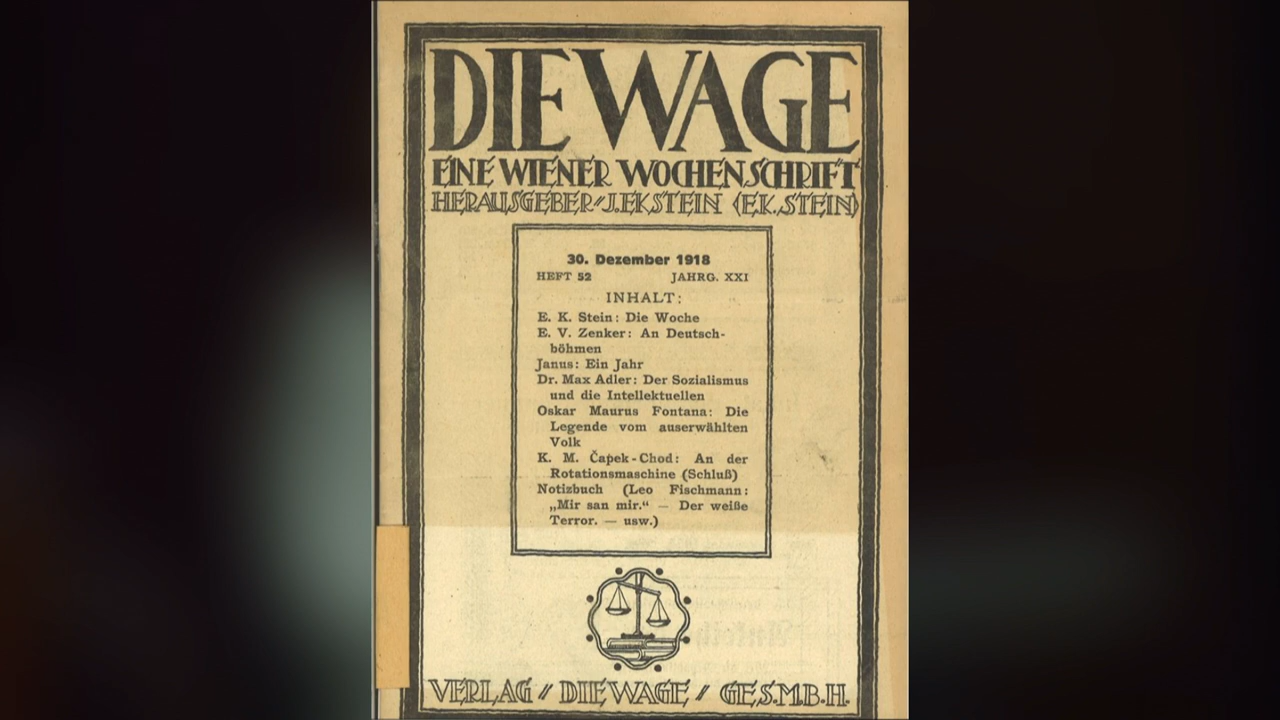 DIE WAGE
EINE WIENER WOCHENSCHRIFT
HERAUSGEBER J. EKSTEIN (EK. STEIN)
30. Dezember 1918
HEFT 52 JAHRG. XXI
INHALT:
E. K. Stein: Die Woche
E. V. Zenker: An Deutsch-
böhmen
Janus: Ein Jahr
Dr. Max Adler: Der Sozialismus
und die Intellektuellen
Oskar Maurus Fontana: Die
Legende vom auserwählten
Volk
K. M. Čapek-Chod: An der
Rotationsmaschine (Schluß)
Notizbuch (Leo Fischmann:
„Mir san mir.“ — Der weiße
Terror. — usw.)
VERLAG // DIE WAGE // GES.M.B.H.